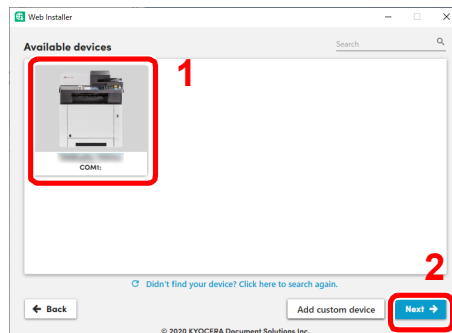 Web Installer
Available devices
Search
1
COM1:
2
Didn't find your device? Click here to search again.
Back
Add custom device
Next
© 2020 KYOCERA Document Solutions Inc.